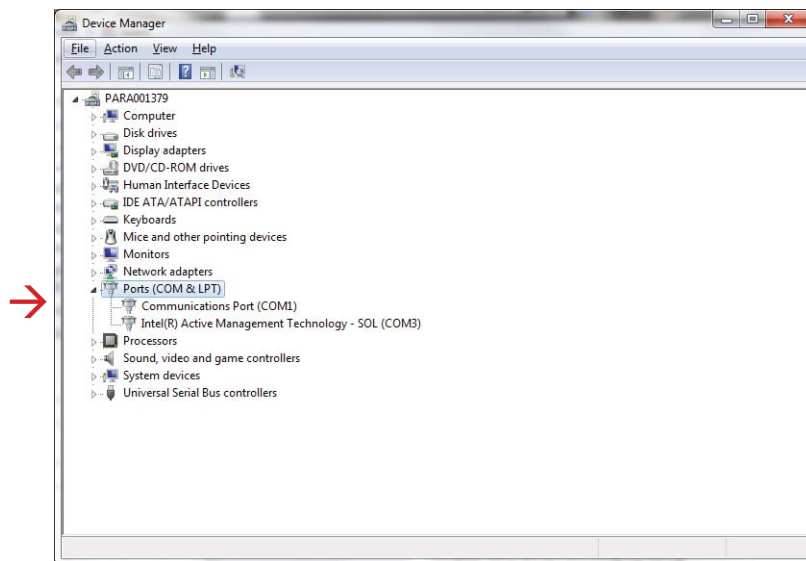 Device Manager
File Action View Help
PARA001379
Computer
Disk drives
Display adapters
DVD/CD-ROM drives
Human Interface Devices
IDE ATA/ATAPI controllers
Keyboards
Mice and other pointing devices
Monitors
Network adapters
Ports (COM & LPT)
Communications Port (COM1)
Intel(R) Active Management Technology - SOL (COM3)
Processors
Sound, video and game controllers
System devices
Universal Serial Bus controllers